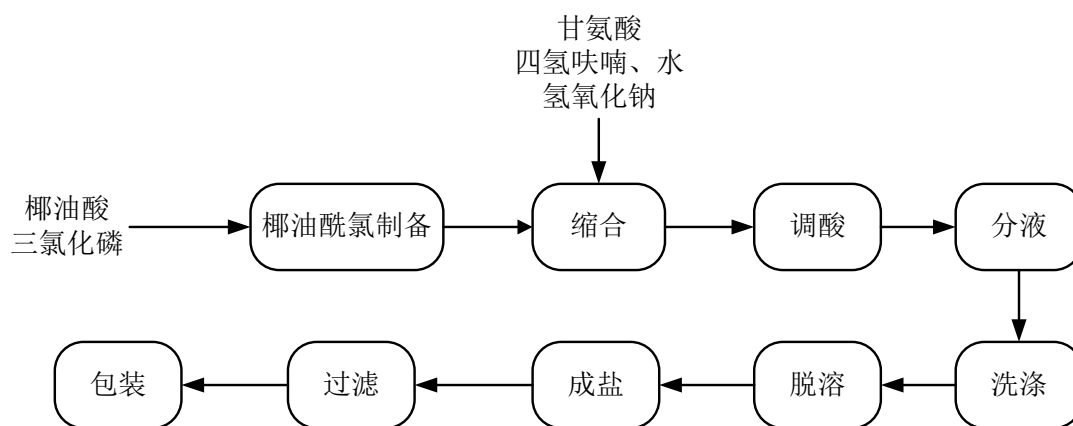 甘氨酸
四氢呋喃、水
氢氧化钠
椰油酸
三氯化磷
椰油酰氯制备
缩合
调酸
分液
洗涤
脱溶
成盐
过滤
包装